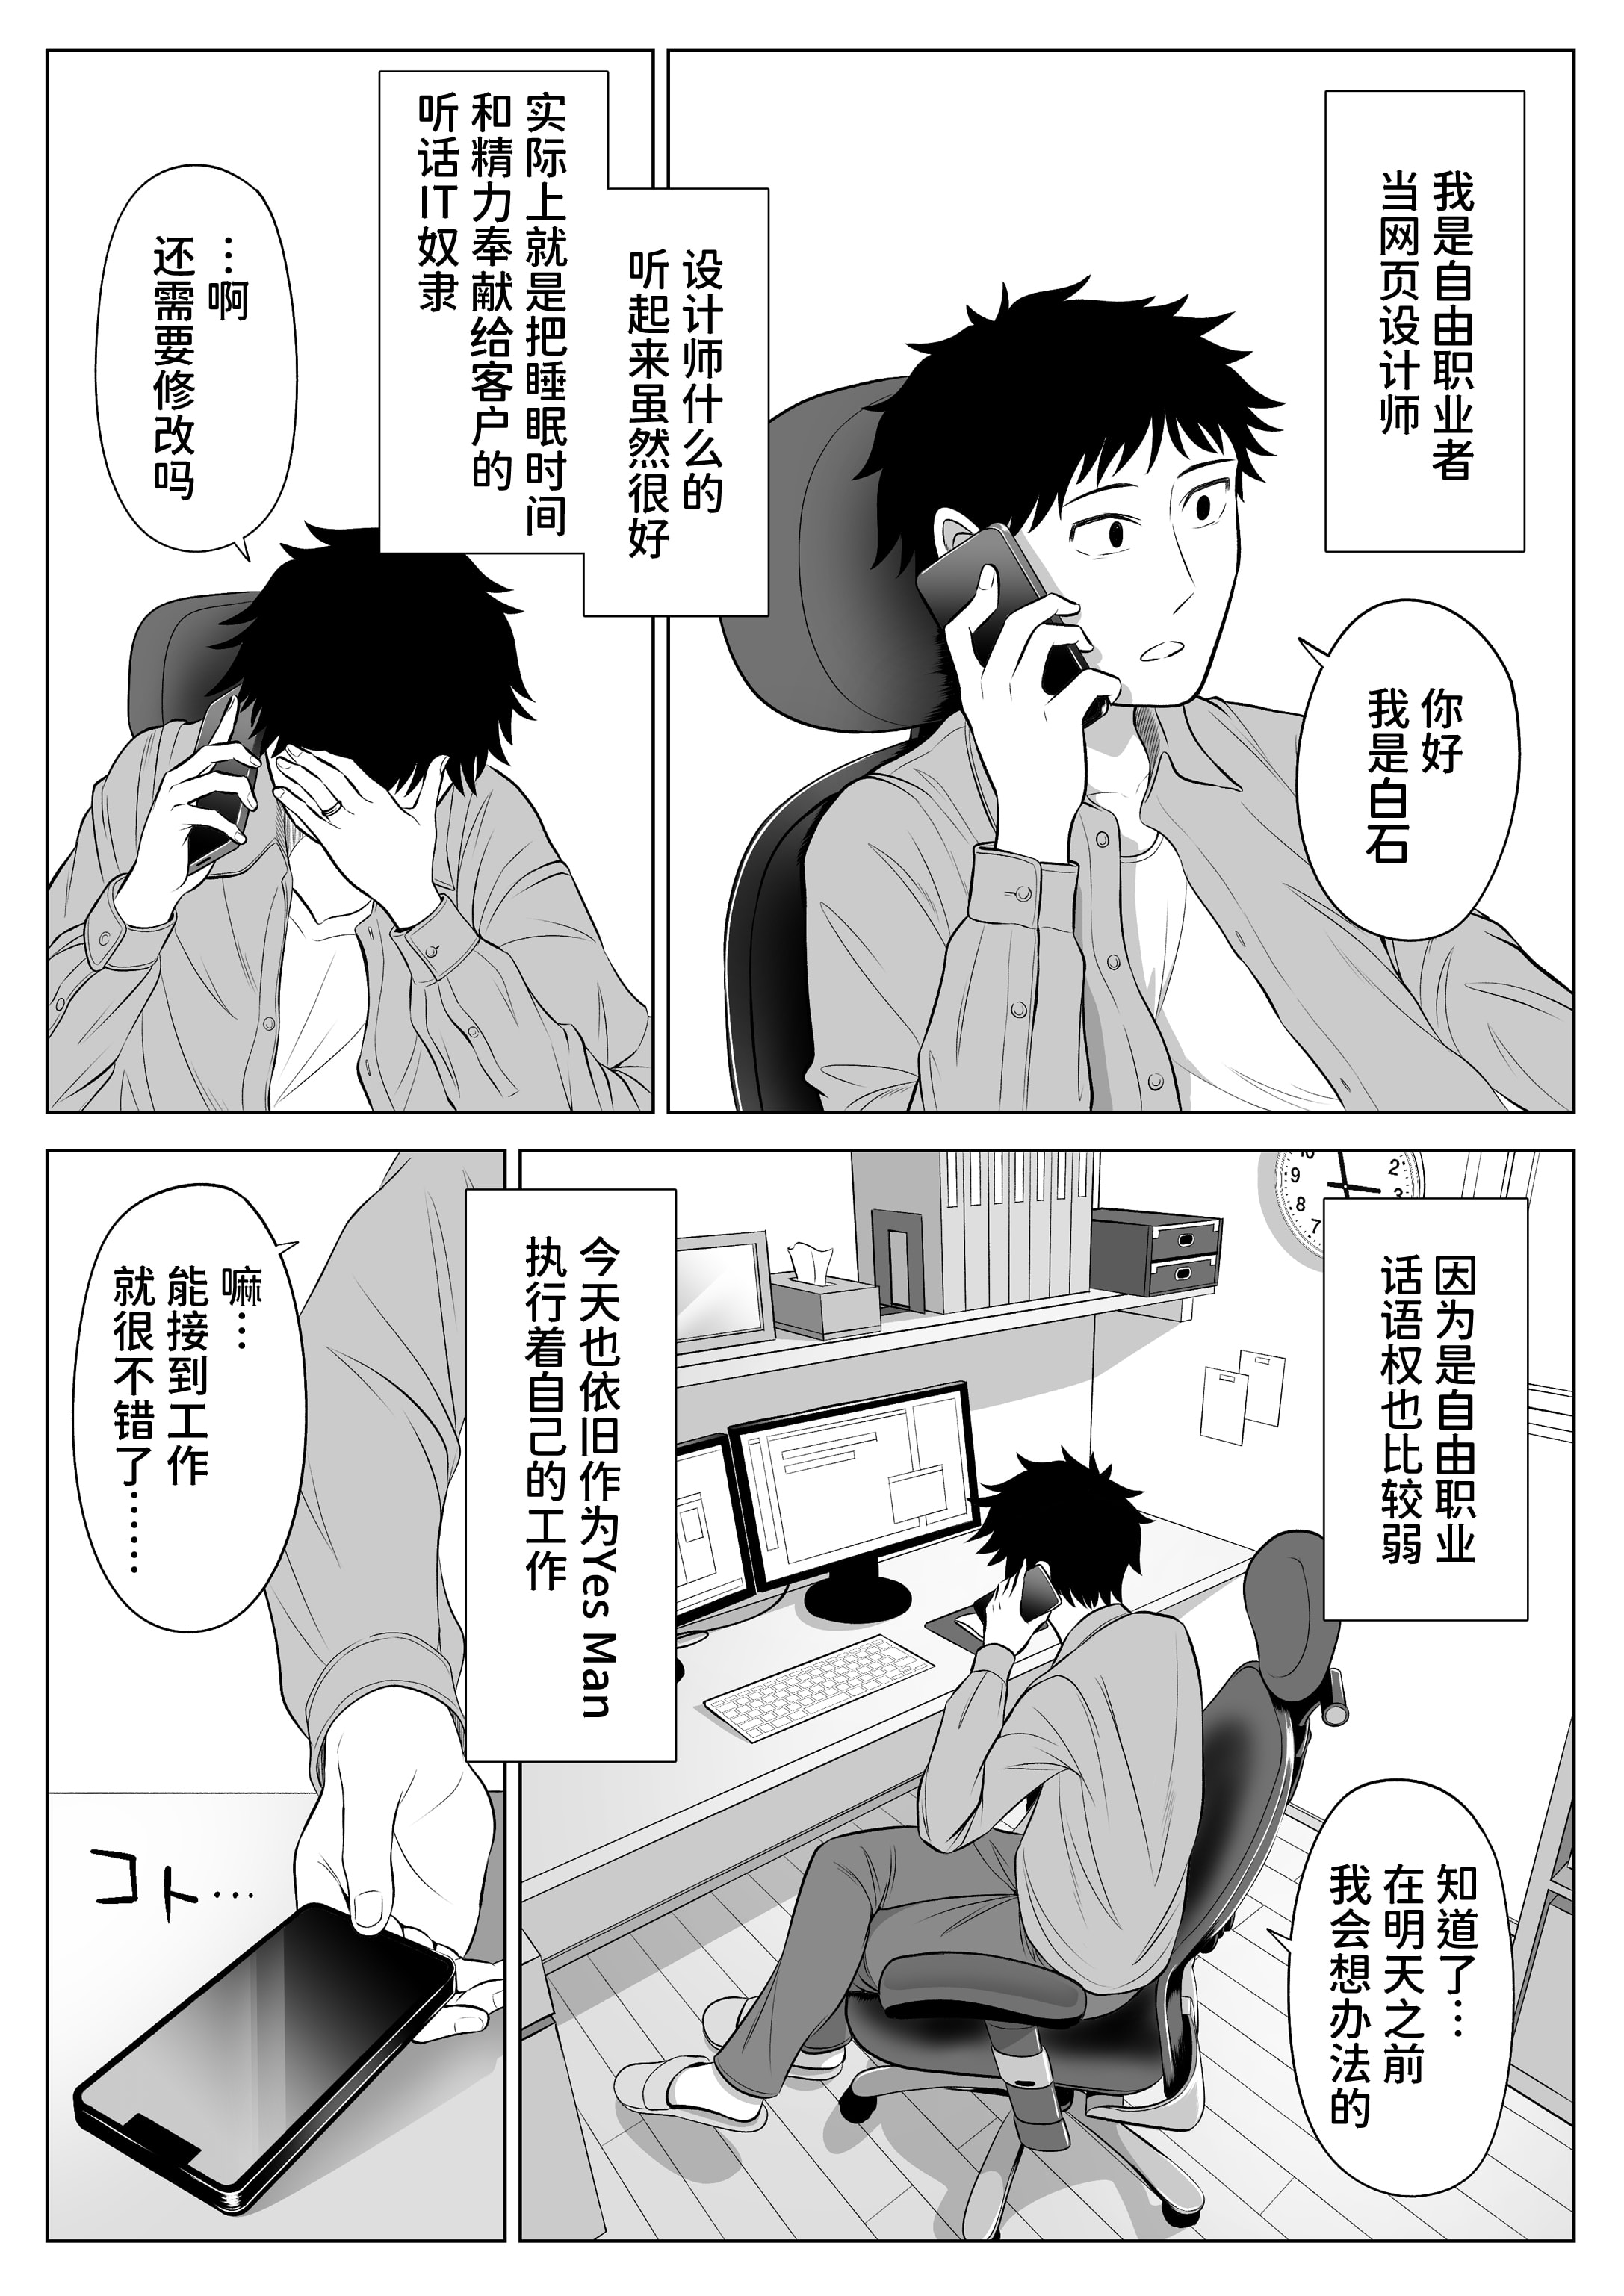 我是自由职业者
当网页设计师
你好
我是白石
设计师什么的
听起来虽然很好
实际上就是把睡眠时间
和精力奉献给客户的
听话IT奴隶
…啊
还需要修改吗
10
2
9
3
8
7
因为是自由职业
话语权也比较弱
知道了…
在明天之前
我会想办法的
今天也依旧作为Yes Man
执行着自己的工作
嘛…
能接到工作
就很不错了……
コト…